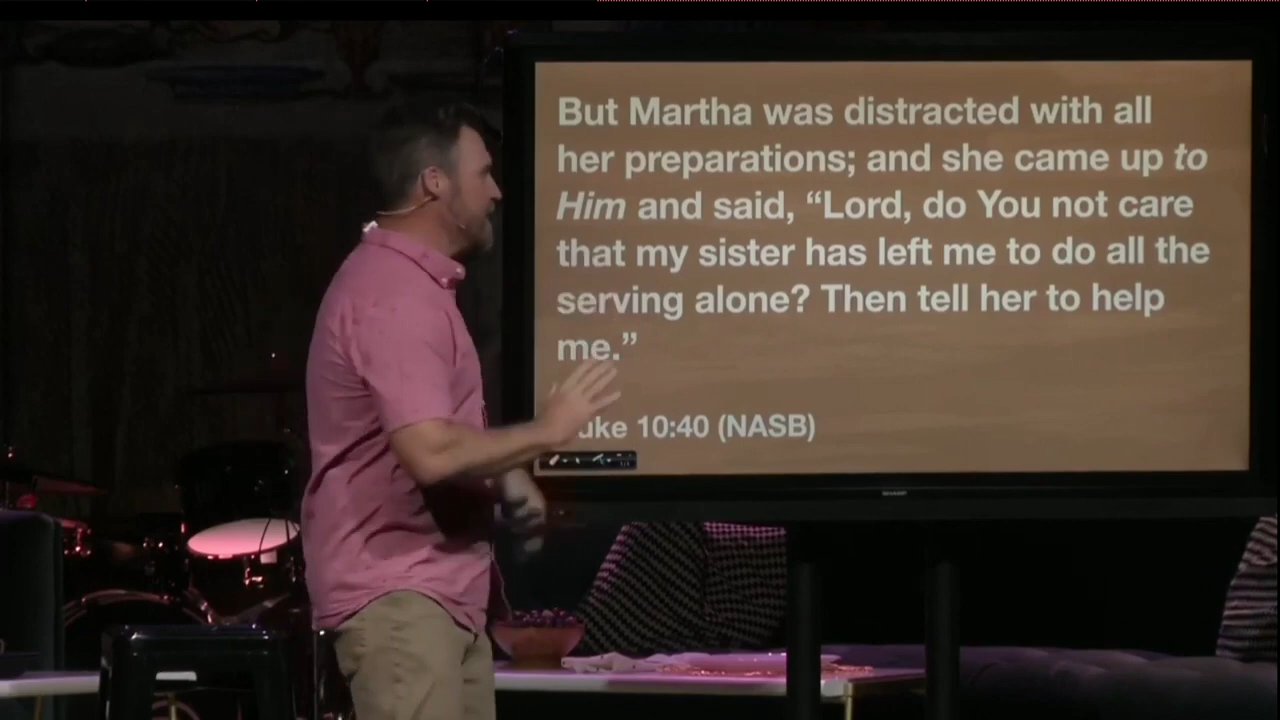 But Martha was distracted with all
her preparations; and she came up to
Him and said, “Lord, do You not care
that my sister has left me to do all the
serving alone? Then tell her to help
me.”
10:40 (NASB)
SHARP